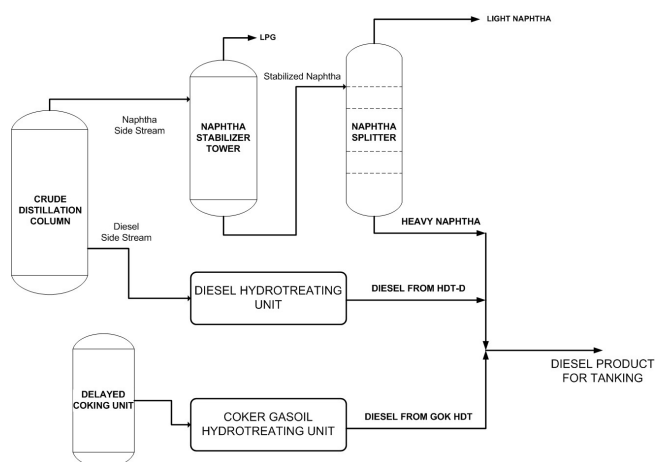 LPG
LIGHT NAPHTHA
Stabilized Naphtha
Naphtha
Side Stream
NAPHTHA
STABILIZER
TOWER
NAPHTHA
SPLITTER
CRUDE
DISTILLATION
COLUMN
HEAVY NAPHTHA
Diesel
Side Stream
DIESEL HYDROTREATING
UNIT
DIESEL FROM HDT-D
DIESEL PRODUCT
FOR TANKING
DELAYED
COKING UNIT
COKER GASOIL
HYDROTREATING UNIT
DIESEL FROM GOK HDT